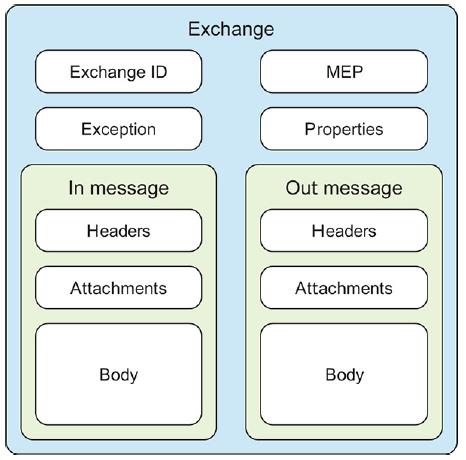 Exchange
Exchange ID
MEP
Exception
Properties
In message
Out message
Headers
Headers
Attachments
Attachments
Body
Body